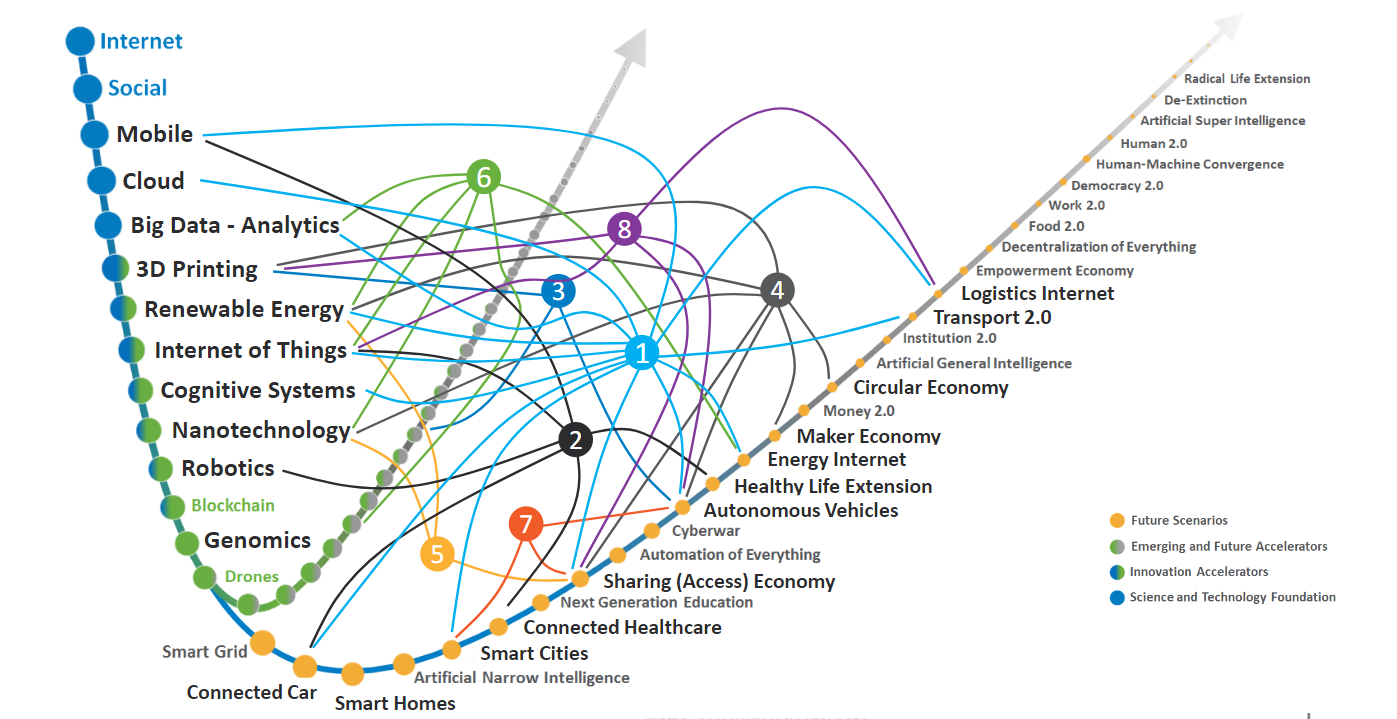 Internet
Social
Mobile
Cloud
Big Data - Analytics
3D Printing
Renewable Energy
Internet of Things
Cognitive Systems
Nanotechnology
Robotics
Blockchain
Genomics
Drones
Smart Grid
Connected Car
Smart Homes
Artificial Narrow Intelligence
Smart Cities
Connected Healthcare
Next Generation Education
Sharing (Access) Economy
Automation of Everything
Cyberwar
Autonomous Vehicles
Healthy Life Extension
Energy Internet
Maker Economy
Money 2.0
Circular Economy
Artificial General Intelligence
Institution 2.0
Transport 2.0
Logistics Internet
Empowerment Economy
Decentralization of Everything
Food 2.0
Work 2.0
Democracy 2.0
Human-Machine Convergence
Human 2.0
Artificial Super Intelligence
De-Extinction
Radical Life Extension
6
8
3
4
1
2
7
5
Future Scenarios
Emerging and Future Accelerators
Innovation Accelerators
Science and Technology Foundation